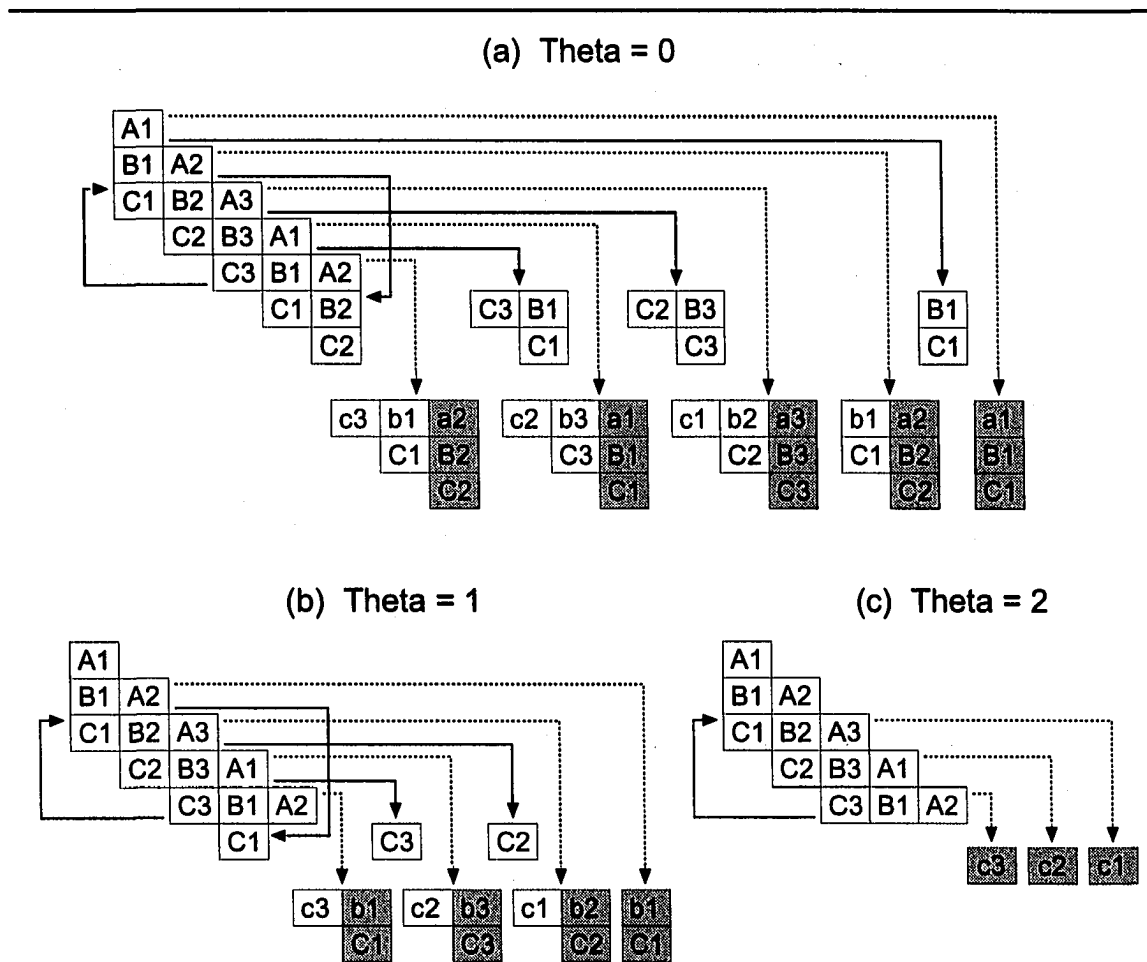 (a) Theta = 0
A1
B1 A2
C1 B2 A3
C2 B3 A1
C3 B1 A2
C1 B2 C3 B1 C2 B3 B1
C2 C1 C3 C1
c3 b1 a2 c2 b3 a1 c1 b2 a3 b1 a2 a1
C1 B2 C3 B1 C2 B3 C1 B2 B1
C2 C1 C3 C2 C1
(b) Theta = 1
A1
B1 A2
C1 B2 A3
C2 B3 A1
C3 B1 A2
C1 C3 C2
c3 b1 c2 b3 c1 b2 b1
C1 C3 C2 C1
(c) Theta = 2
A1
B1 A2
C1 B2 A3
C2 B3 A1
C3 B1 A2
c3 c2 c1